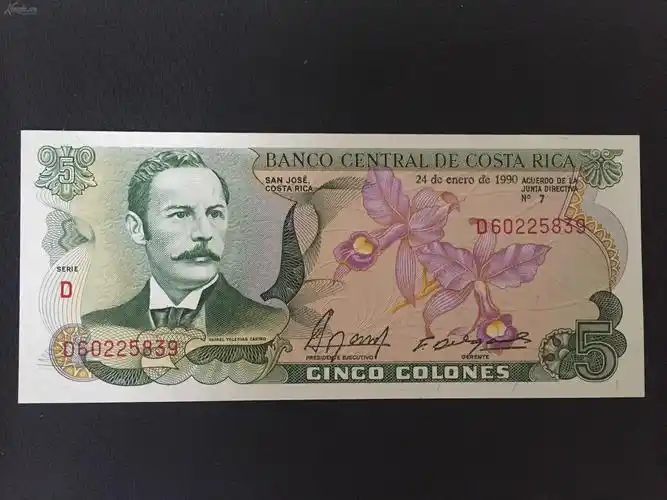 5
BANCO CENTRAL DE COSTA RICA
SAN JOSÉ,
COSTA RICA
24 de enero de 1990
ACUERDO DE LA
JUNTA DIRECTIVA
Nº 7
D60225839
SERIE
D
RAFAEL YGLESIAS CASTRO
D60225839
PRESIDENTE EJECUTIVO
GERENTE
CINCO COLONES
5